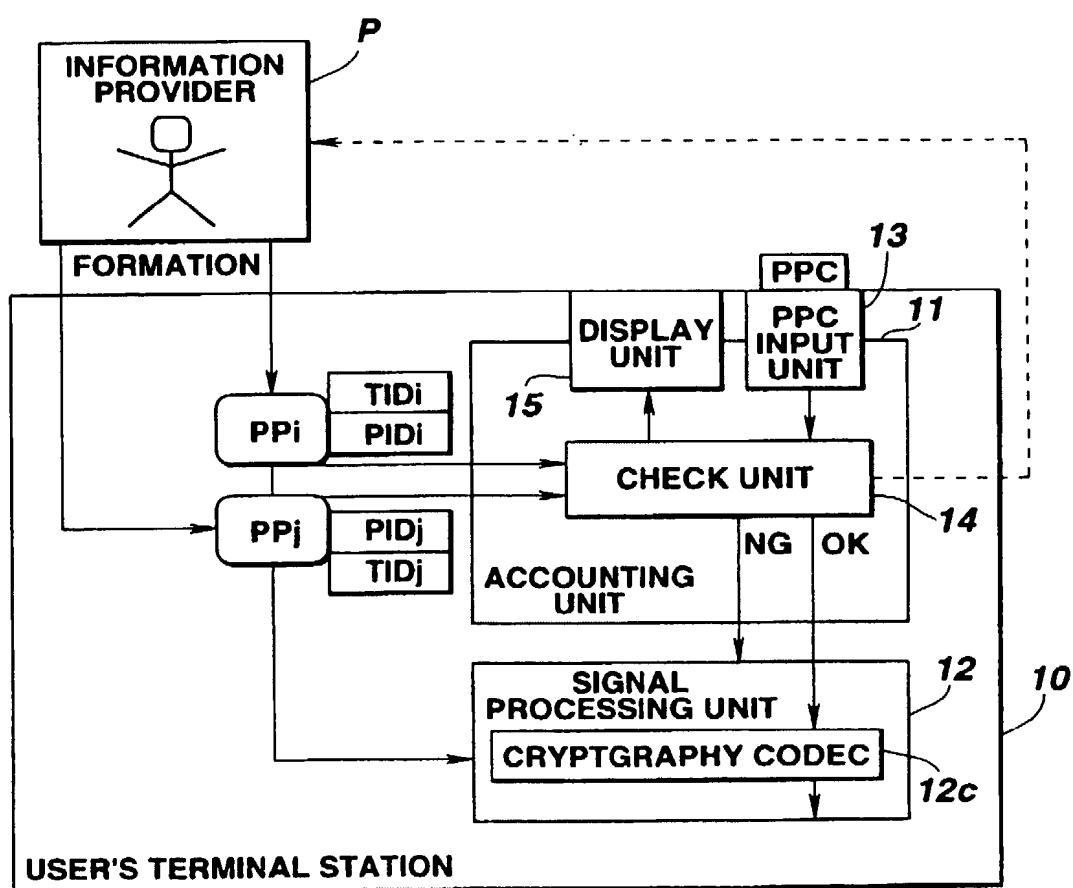 P
INFORMATION
PROVIDER
FORMATION
13
PPC
11
DISPLAY
UNIT
PPC
INPUT
UNIT
15
TIDi
PPi
PIDi
CHECK UNIT
14
PPj
PIDj
TIDj
NG
OK
ACCOUNTING
UNIT
12
10
SIGNAL
PROCESSING UNIT
CRYPTGRAPHY CODEC
12c
USER'S TERMINAL STATION